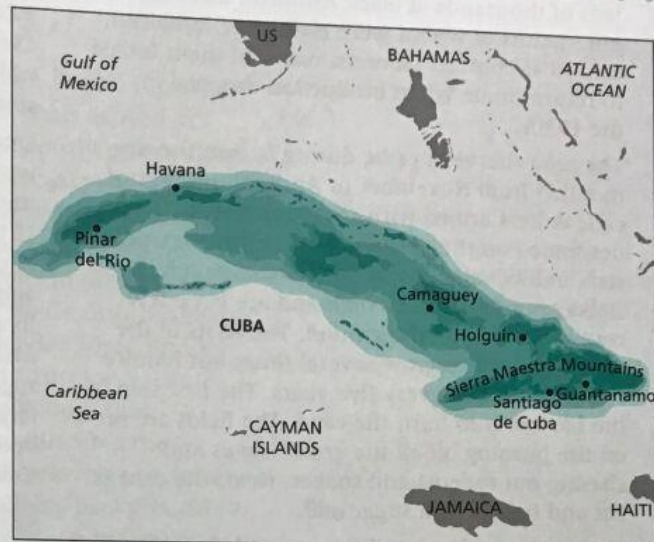 US
Gulf of
Mexico
BAHAMAS
ATLANTIC
OCEAN
Havana
Pinar
del Rio
Camaguey
CUBA
Holguin
Sierra Maestra Mountains
Guantanamo
Santiago
de Cuba
Caribbean
Sea
CAYMAN
ISLANDS
JAMAICA
HAITI